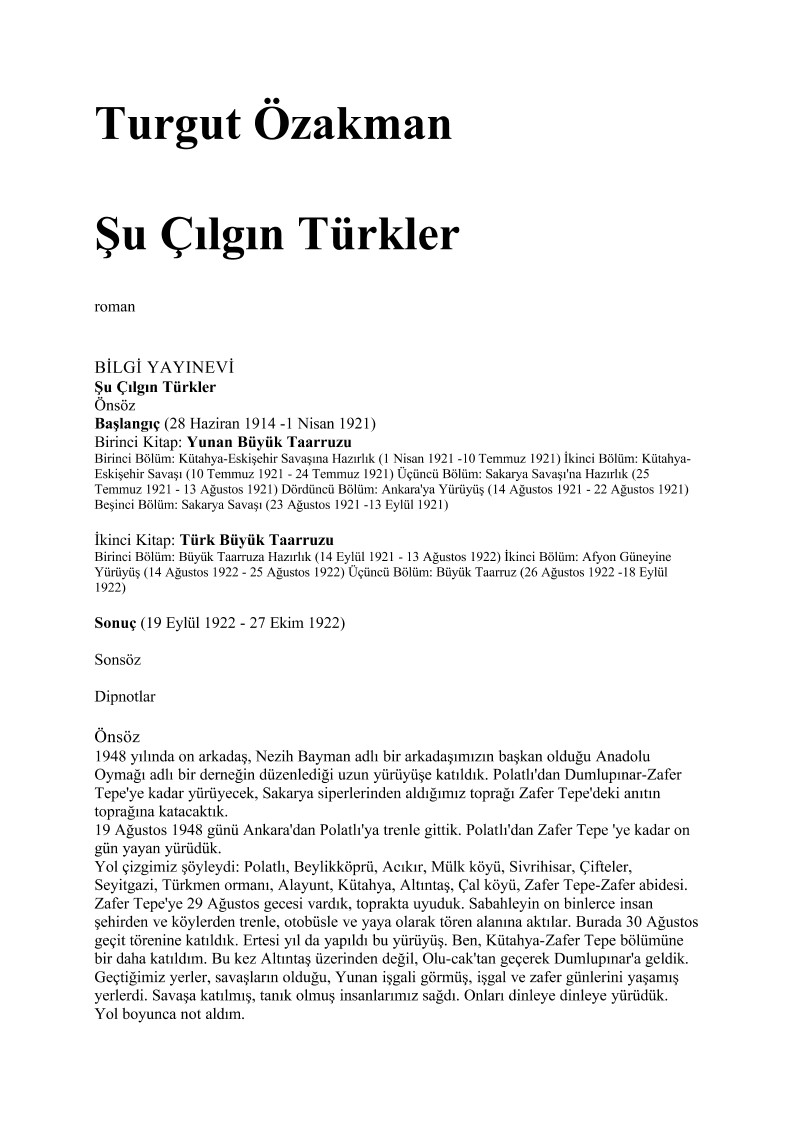 Turgut Özakman
Şu Çılgın Türkler
roman
BİLGİ YAYINEVİ
Şu Çılgın Türkler
Önsöz
Başlangıç (28 Haziran 1914 -1 Nisan 1921)
Birinci Kitap: Yunan Büyük Taarruzu
Birinci Bölüm: Kütahya-Eskişehir Savaşına Hazırlık (1 Nisan 1921 -10 Temmuz 1921) İkinci Bölüm: Kütahya-
Eskişehir Savaşı (10 Temmuz 1921 - 24 Temmuz 1921) Üçüncü Bölüm: Sakarya Savaşı'na Hazırlık (25
Temmuz 1921 - 13 Ağustos 1921) Dördüncü Bölüm: Ankara'ya Yürüyüş (14 Ağustos 1921 - 22 Ağustos 1921)
Beşinci Bölüm: Sakarya Savaşı (23 Ağustos 1921 -13 Eylül 1921)
İkinci Kitap: Türk Büyük Taarruzu
Birinci Bölüm: Büyük Taarruza Hazırlık (14 Eylül 1921 - 13 Ağustos 1922) İkinci Bölüm: Afyon Güneyine
Yürüyüş (14 Ağustos 1922 - 25 Ağustos 1922) Üçüncü Bölüm: Büyük Taarruz (26 Ağustos 1922 -18 Eylül
1922)
Sonuç (19 Eylül 1922 - 27 Ekim 1922)
Sonsöz
Dipnotlar
Önsöz
1948 yılında on arkadaş, Nezih Bayman adlı bir arkadaşımızın başkan olduğu Anadolu
Oymağı adlı bir derneğin düzenlediği uzun yürüyüşe katıldık. Polatlı'dan Dumlupınar-Zafer
Tepe'ye kadar yürüyecek, Sakarya siperlerinden aldığımız toprağı Zafer Tepe'deki anıtın
toprağına katacaktık.
19 Ağustos 1948 günü Ankara'dan Polatlı'ya trenle gittik. Polatlı'dan Zafer Tepe 'ye kadar on
gün yayan yürüdük.
Yol çizgimiz şöyleydi: Polatlı, Beylikköprü, Acıkır, Mülk köyü, Sivrihisar, Çifteler,
Seyitgazi, Türkmen ormanı, Alayunt, Kütahya, Altıntaş, Çal köyü, Zafer Tepe-Zafer abidesi.
Zafer Tepe'ye 29 Ağustos gecesi vardık, toprakta uyuduk. Sabahleyin on binlerce insan
şehirden ve köylerden trenle, otobüsle ve yaya olarak tören alanına aktılar. Burada 30 Ağustos
geçit törenine katıldık. Ertesi yıl da yapıldı bu yürüyüş. Ben, Kütahya-Zafer Tepe bölümüne
bir daha katıldım. Bu kez Altıntaş üzerinden değil, Olu-cak'tan geçerek Dumlupınar'a geldik.
Geçtiğimiz yerler, savaşların olduğu, Yunan işgali görmüş, işgal ve zafer günlerini yaşamış
yerlerdi. Savaşa katılmış, tanık olmuş insanlarımız sağdı. Onları dinleye dinleye yürüdük.
Yol boyunca not aldım.